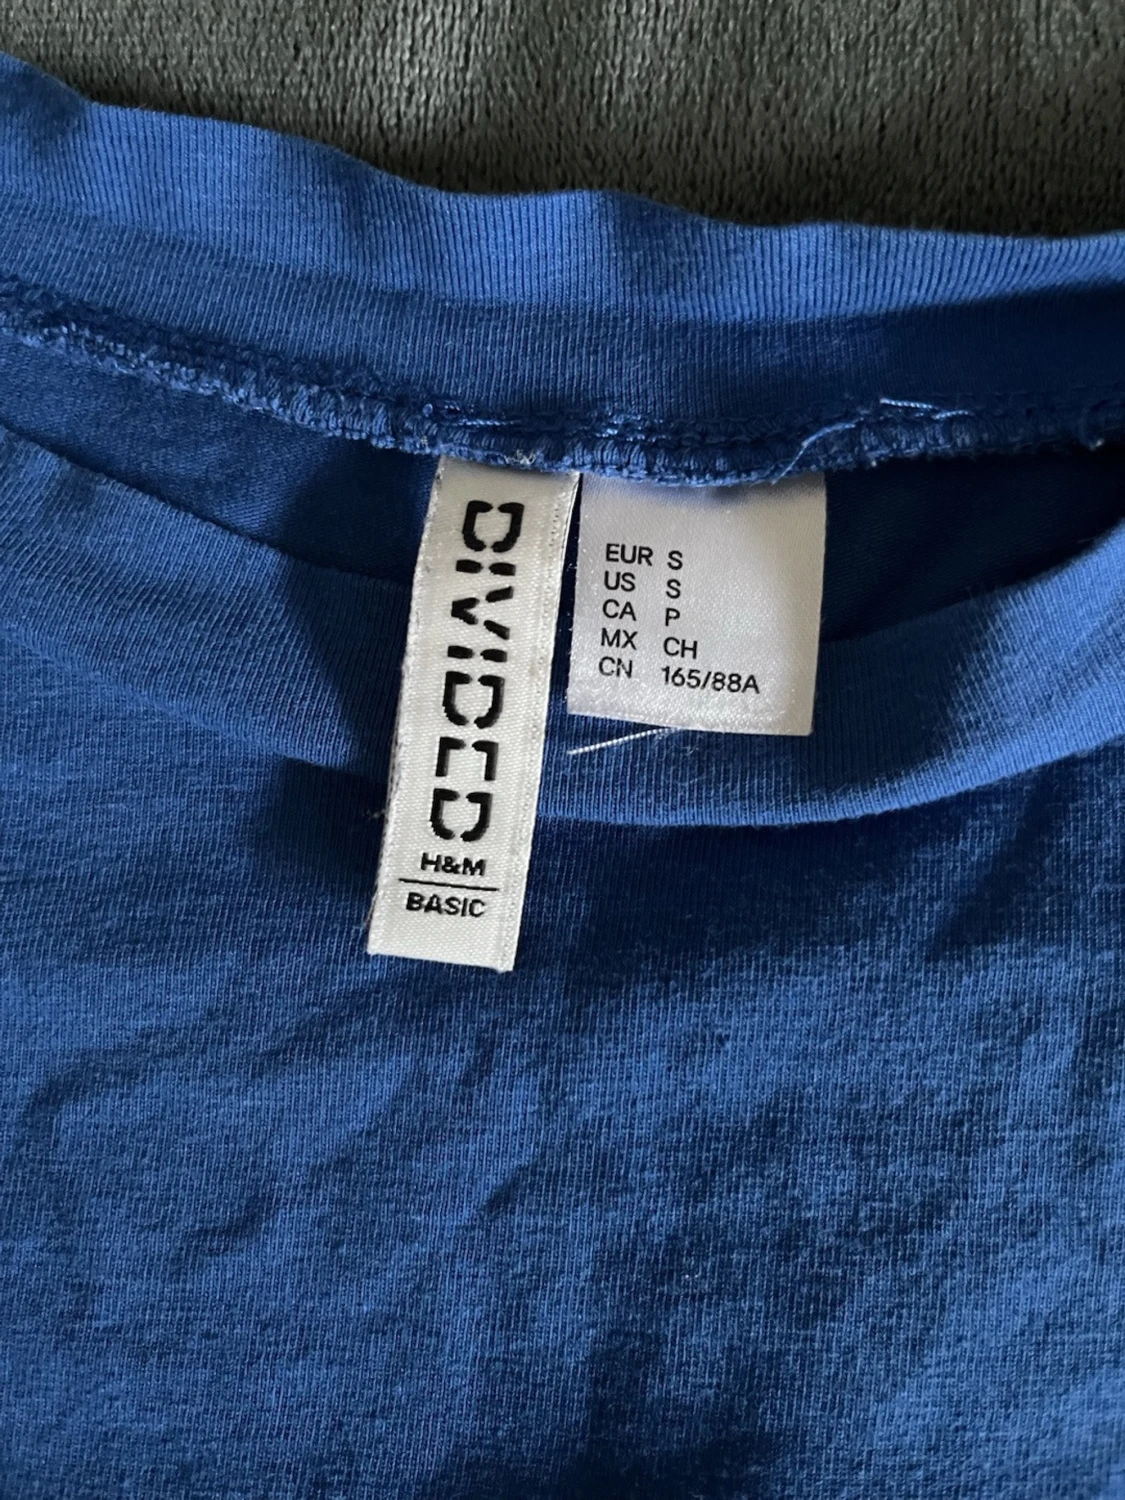 DIVIDED
H&M
BASIC
EUR S
US S
CA P
MX CH
CN 165/88A